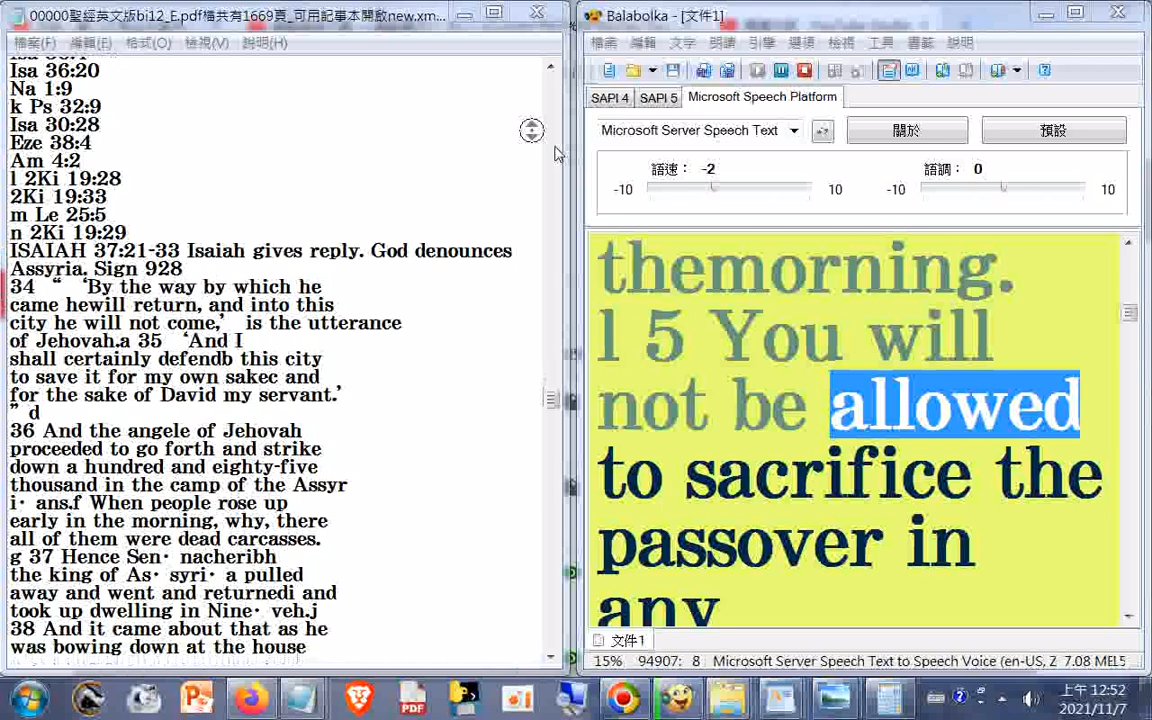 00000聖經英文版bi12_E.pdf檔共有1669頁_可用記事本開啟new.xm...
檔案(F) 編輯(E) 格式(O) 檢視(V) 說明(H)
Isa 36:20
Na 1:9
k Ps 32:9
Isa 30:28
Eze 38:4
Am 4:2
l 2Ki 19:28
2Ki 19:33
m Le 25:5
n 2Ki 19:29
ISAIAH 37:21-33 Isaiah gives reply. God denounces
Assyria. Sign 928
34 “ ‘By the way by which he
came hewill return, and into this
city he will not come,’ is the utterance
of Jehovah.a 35 ‘And I
shall certainly defendb this city
to save it for my own sakec and
for the sake of David my servant.’
” d
36 And the angele of Jehovah
proceeded to go forth and strike
down a hundred and eighty-five
thousand in the camp of the Assyr
i· ans.f When people rose up
early in the morning, why, there
all of them were dead carcasses.
g 37 Hence Sen· nacheribh
the king of As· syri· a pulled
away and went and returnedi and
took up dwelling in Nine· veh.j
38 And it came about that as he
was bowing down at the house
Balabolka - [文件1]
檔案 編輯 文字 朗讀 引擎 選項 檢視 工具 書籤 說明
SAPI 4 SAPI 5 Microsoft Speech Platform
Microsoft Server Speech Text 關於 預設
語速： -2 語調： 0
-10 10 -10 10
themorning.
l 5 You will
not be allowed
to sacrifice the
passover in
any
文件1
15% 94907: 8 Microsoft Server Speech Text to Speech Voice (en-US, Z 7.08 МБ
上午 12:52
2021/11/7